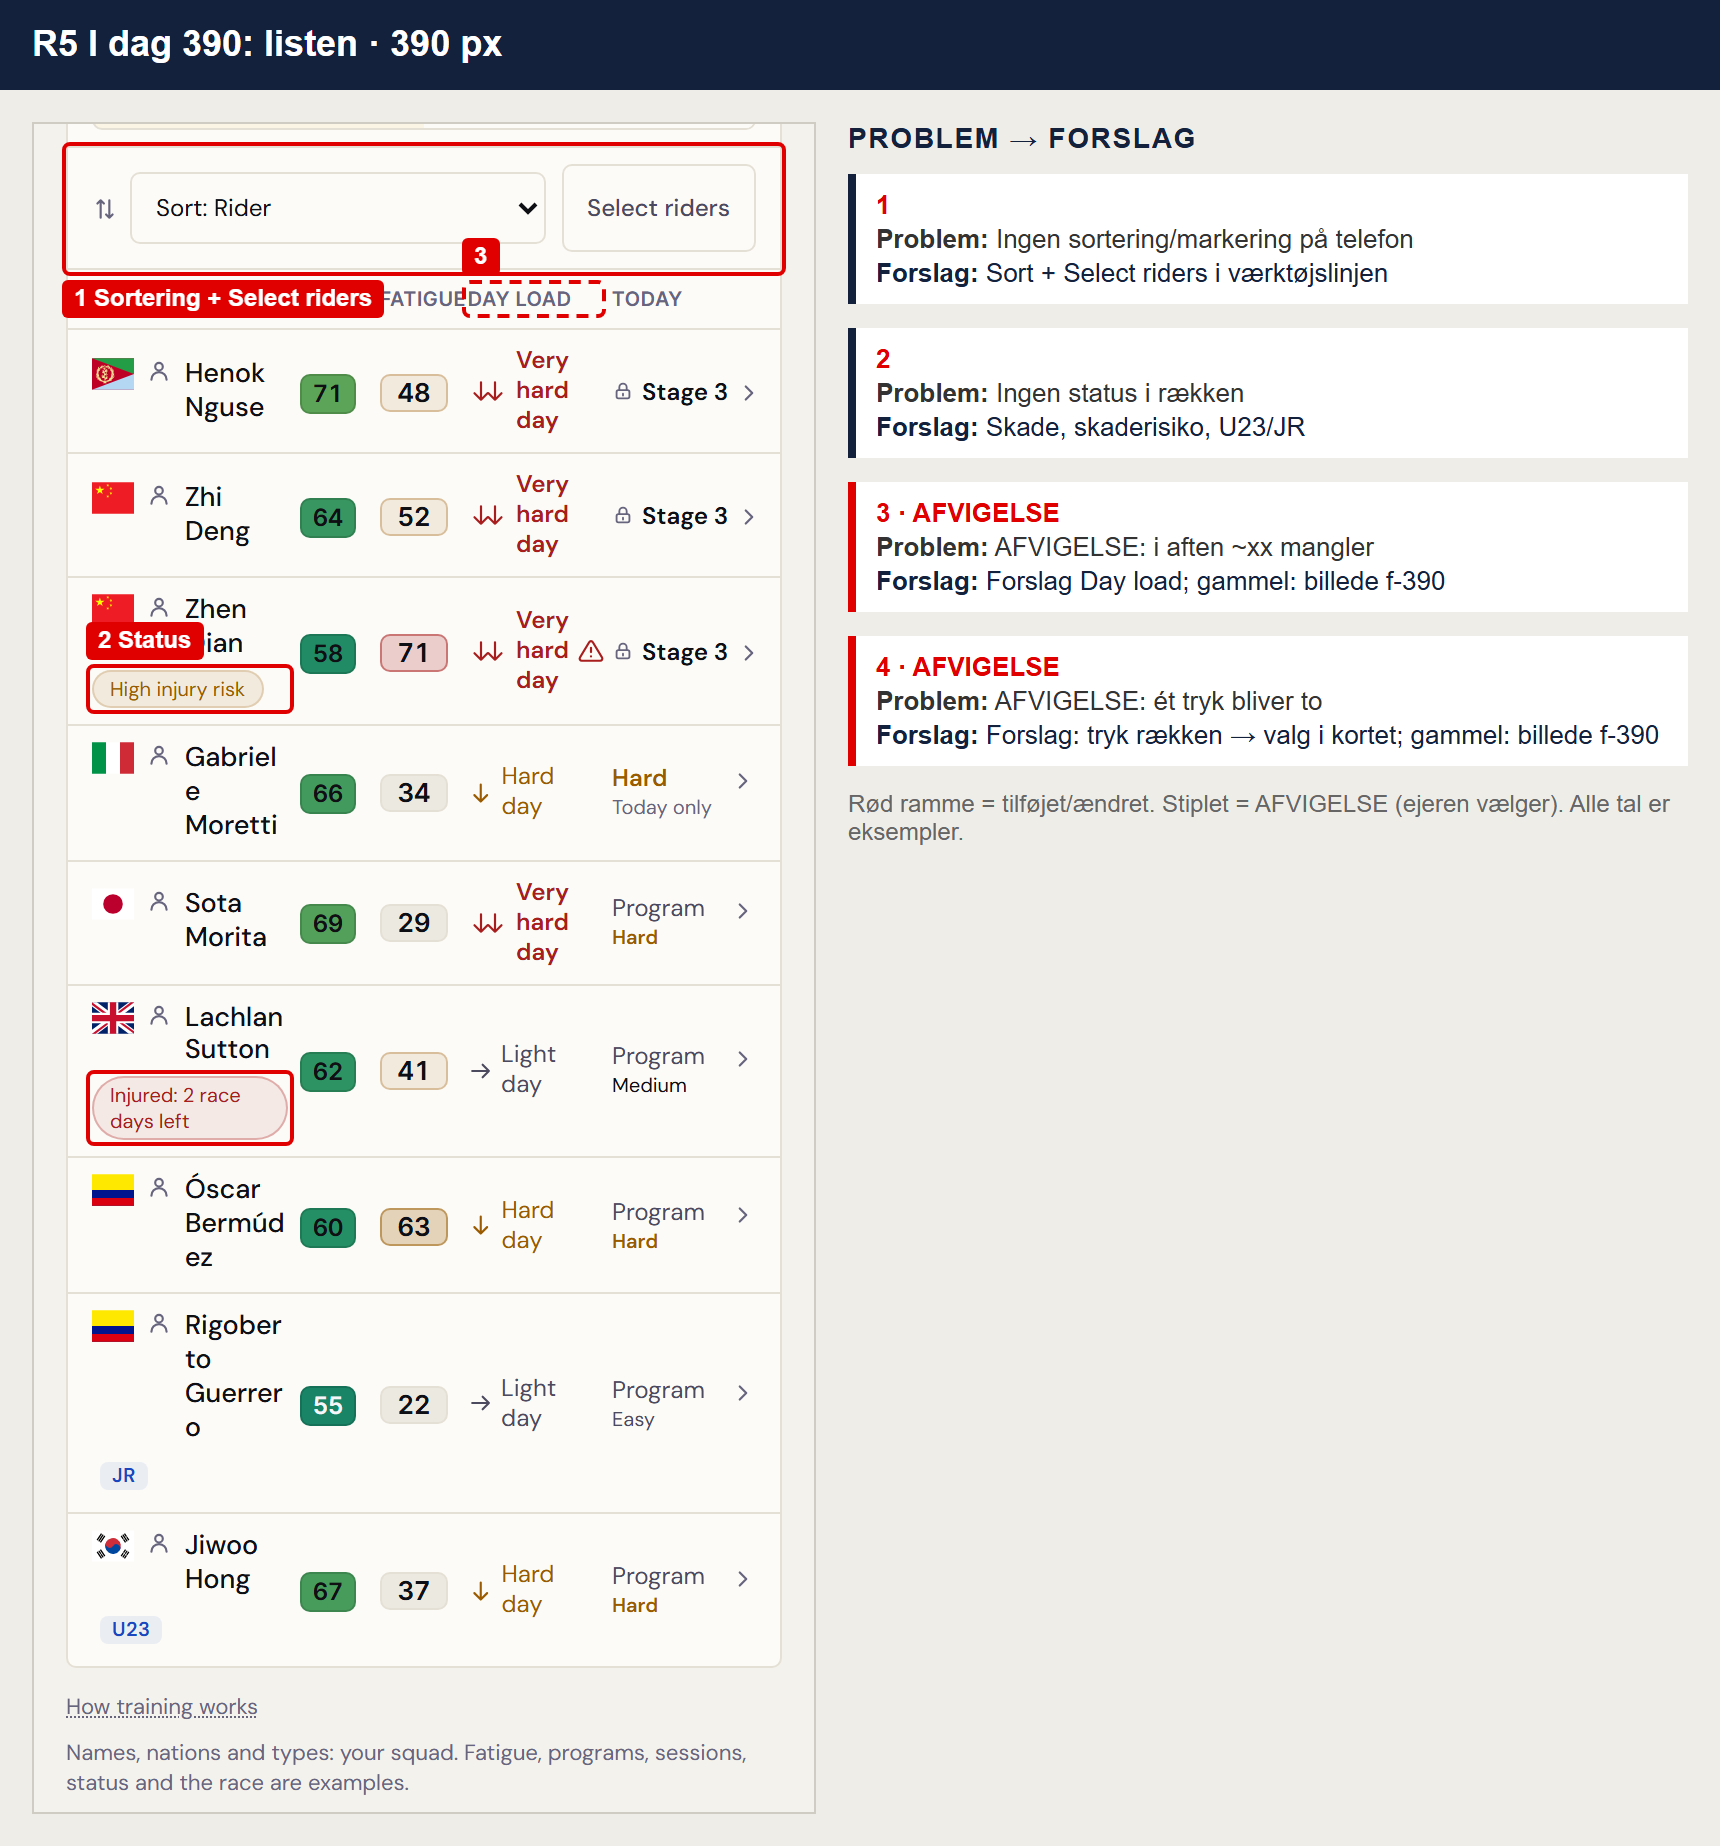 R5 I dag 390: listen · 390 px
Sort: Rider
Select riders
3
1 Sortering + Select riders
FATIGUE
DAY LOAD
TODAY
Henok
Nguse
71
48
Very
hard
day
Stage 3
Zhi
Deng
64
52
Very
hard
day
Stage 3
Zhen
2 Status
ian
High injury risk
58
71
Very
hard
day
Stage 3
Gabriel
e
Moretti
66
34
Hard
day
Hard
Today only
Sota
Morita
69
29
Very
hard
day
Program
Hard
Lachlan
Sutton
Injured: 2 race
days left
62
41
Light
day
Program
Medium
Óscar
Bermúd
ez
60
63
Hard
day
Program
Hard
Rigober
to
Guerrer
o
JR
55
22
Light
day
Program
Easy
Jiwoo
Hong
U23
67
37
Hard
day
Program
Hard
How training works
Names, nations and types: your squad. Fatigue, programs, sessions,
status and the race are examples.
PROBLEM → FORSLAG
1
Problem: Ingen sortering/markering på telefon
Forslag: Sort + Select riders i værktøjslinjen
2
Problem: Ingen status i rækken
Forslag: Skade, skaderisiko, U23/JR
3 · AFVIGELSE
Problem: AFVIGELSE: i aften ~xx mangler
Forslag: Forslag Day load; gammel: billede f-390
4 · AFVIGELSE
Problem: AFVIGELSE: ét tryk bliver to
Forslag: Forslag: tryk rækken → valg i kortet; gammel: billede f-390
Rød ramme = tilføjet/ændret. Stiplet = AFVIGELSE (ejeren vælger). Alle tal er
eksempler.